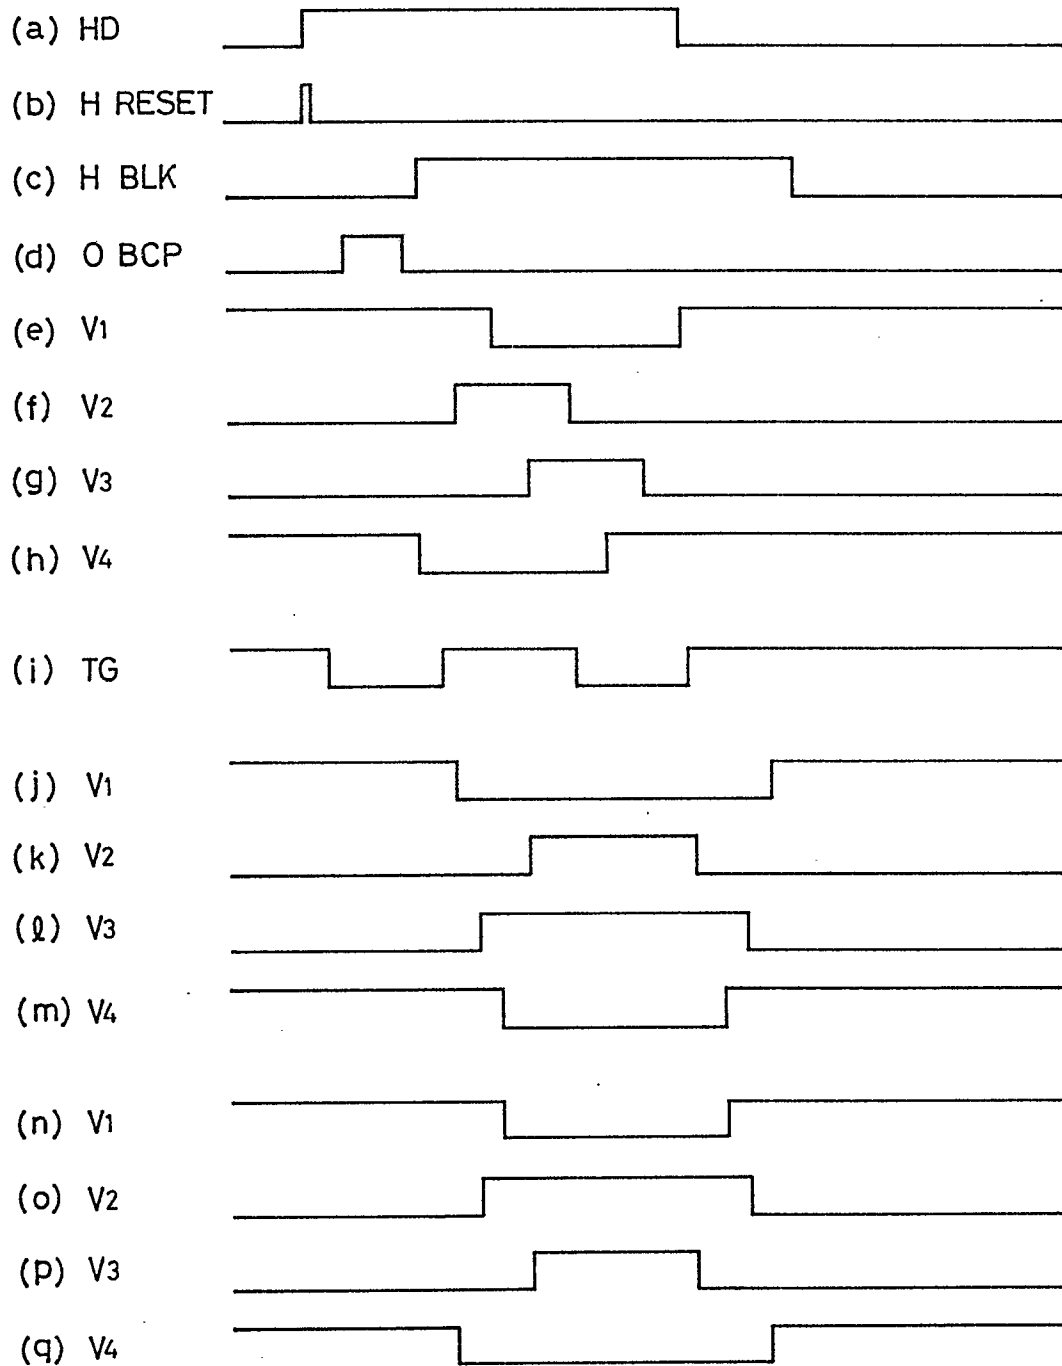 (a) HD
(b) H RESET
(c) H BLK
(d) O BCP
(e) V1
(f) V2
(g) V3
(h) V4
(i) TG
(j) V1
(k) V2
(ℓ) V3
(m) V4
(n) V1
(o) V2
(p) V3
(q) V4